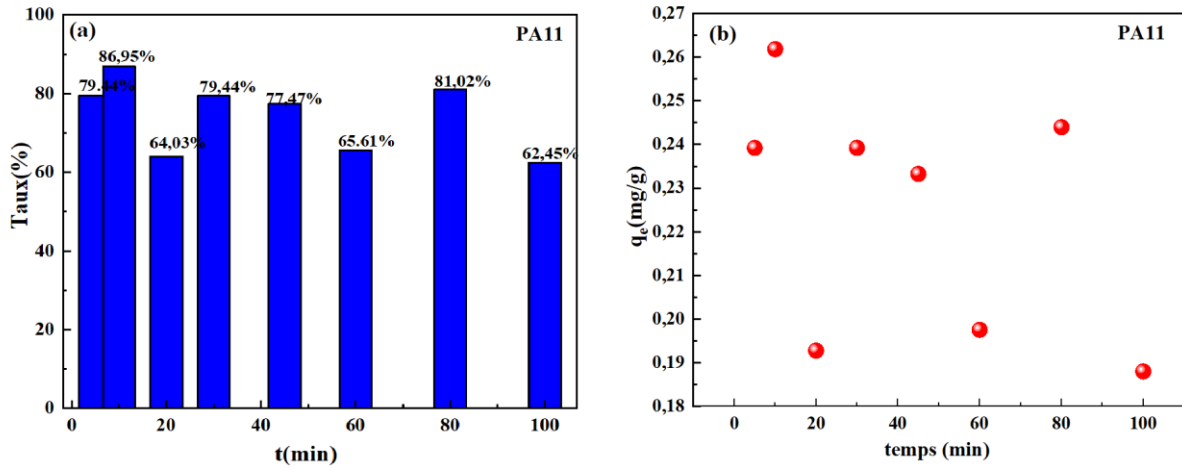 (a)
PA11
100
80
60
40
20
0
Taux(%)
79.44%
86,95%
64,03%
79,44%
77,47%
65.61%
81,02%
62,45%
0 20 40 60 80 100
t(min)
(b)
PA11
0,27
0,26
0,25
0,24
0,23
0,22
0,21
0,20
0,19
0,18
qe(mg/g)
0 20 40 60 80 100
temps (min)